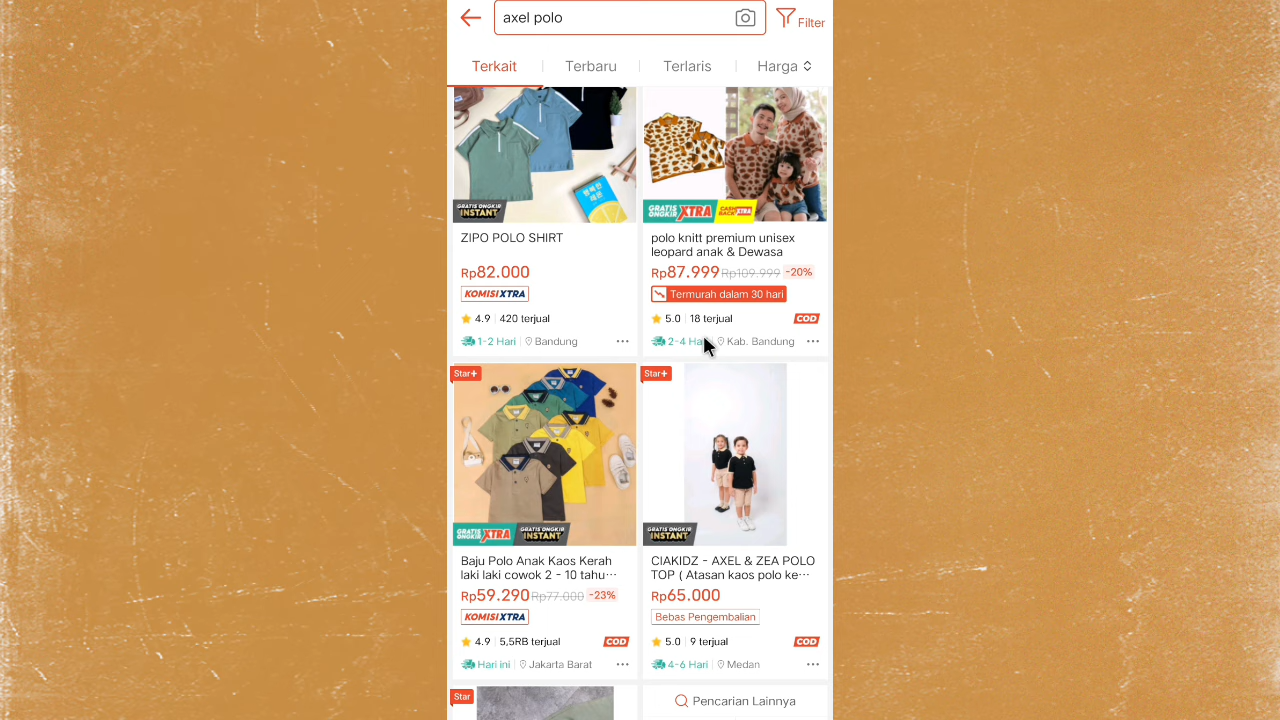 axel polo
Filter
Terkait
Terbaru
Terlaris
Harga
GRATIS ONGKIR INSTANT
ZIPO POLO SHIRT
Rp82.000
KOMISI XTRA
4.9
420 terjual
1-2 Hari
Bandung
GRATIS ONGKIR XTRA
CASHBACK XTRA
polo knitt premium unisex
leopard anak & Dewasa
Rp87.999 Rp109.999 -20%
Termurah dalam 30 hari
5.0
18 terjual
COD
2-4
Kab. Bandung
Star+
GRATIS ONGKIR XTRA
GRATIS ONGKIR INSTANT
Baju Polo Anak Kaos Kerah
laki laki cowok 2 - 10 tahu...
Rp59.290 Rp77.000 -23%
KOMISI XTRA
4.9
5,5RB terjual
COD
Hari ini
Jakarta Barat
Star+
GRATIS ONGKIR INSTANT
CIAKIDZ - AXEL & ZEA POLO
TOP ( Atasan kaos polo ke...
Rp65.000
Bebas Pengembalian
5.0
9 terjual
COD
4-6 Hari
Medan
Star
Pencarian Lainnya